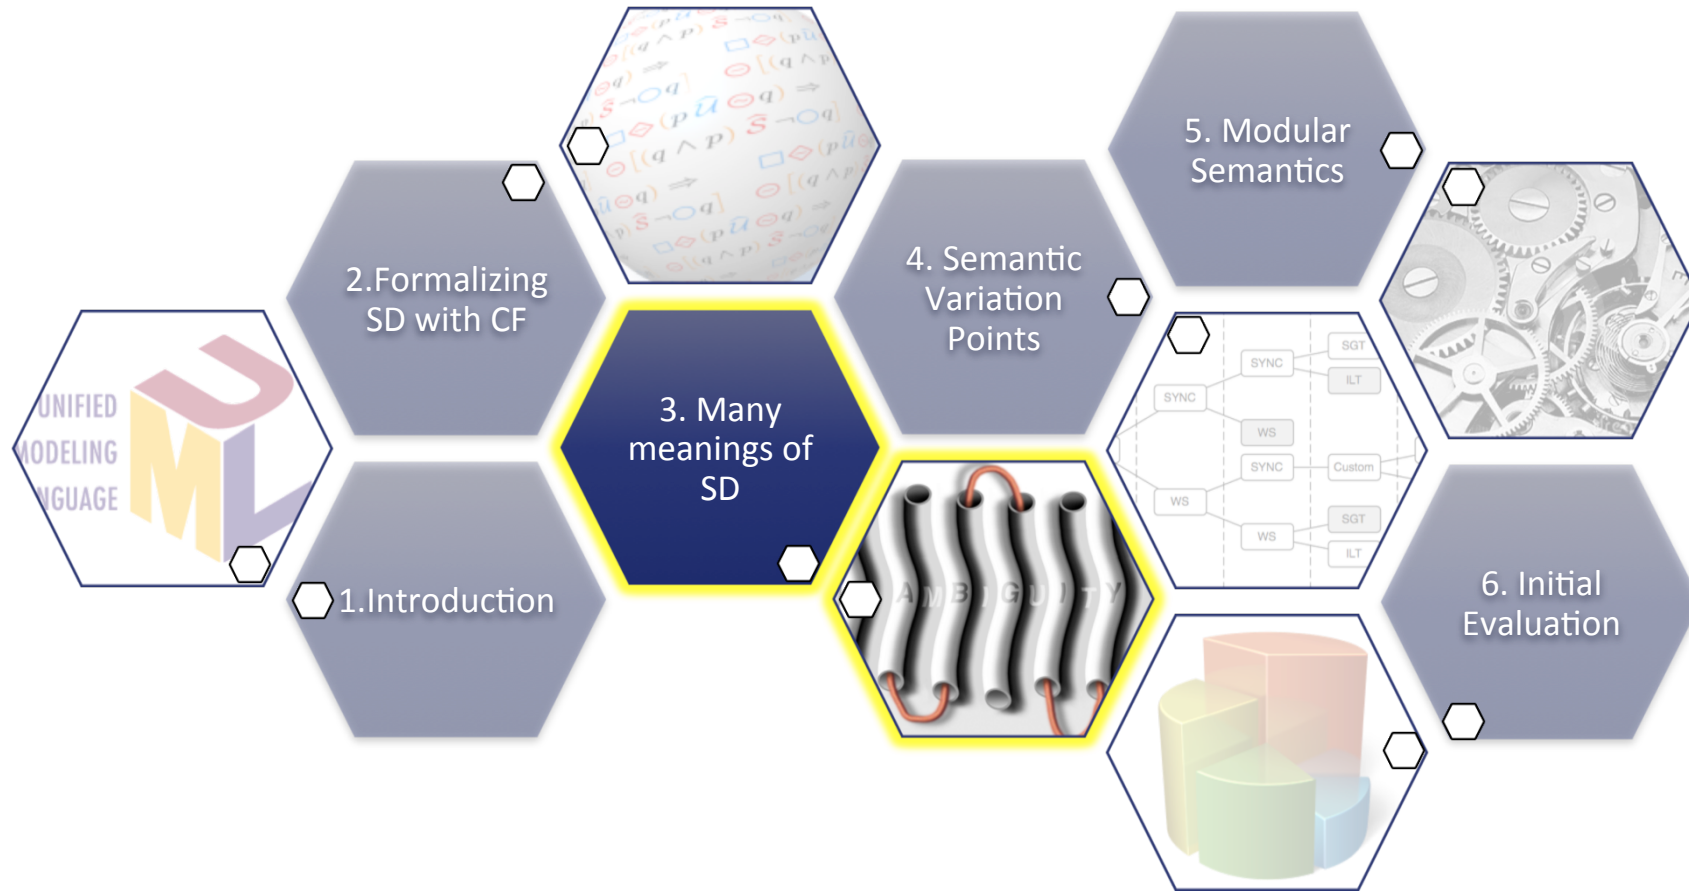 UNIFIED
MODELING
NGUAGE
UML
1.Introduction
2.Formalizing
SD with CF
3. Many
meanings of
SD
AMBIGUITY
4. Semantic
Variation
Points
SYNC
WS
SYNC
WS
SYNC
WS
SGT
ILT
Custom
SGT
ILT
5. Modular
Semantics
6. Initial
Evaluation